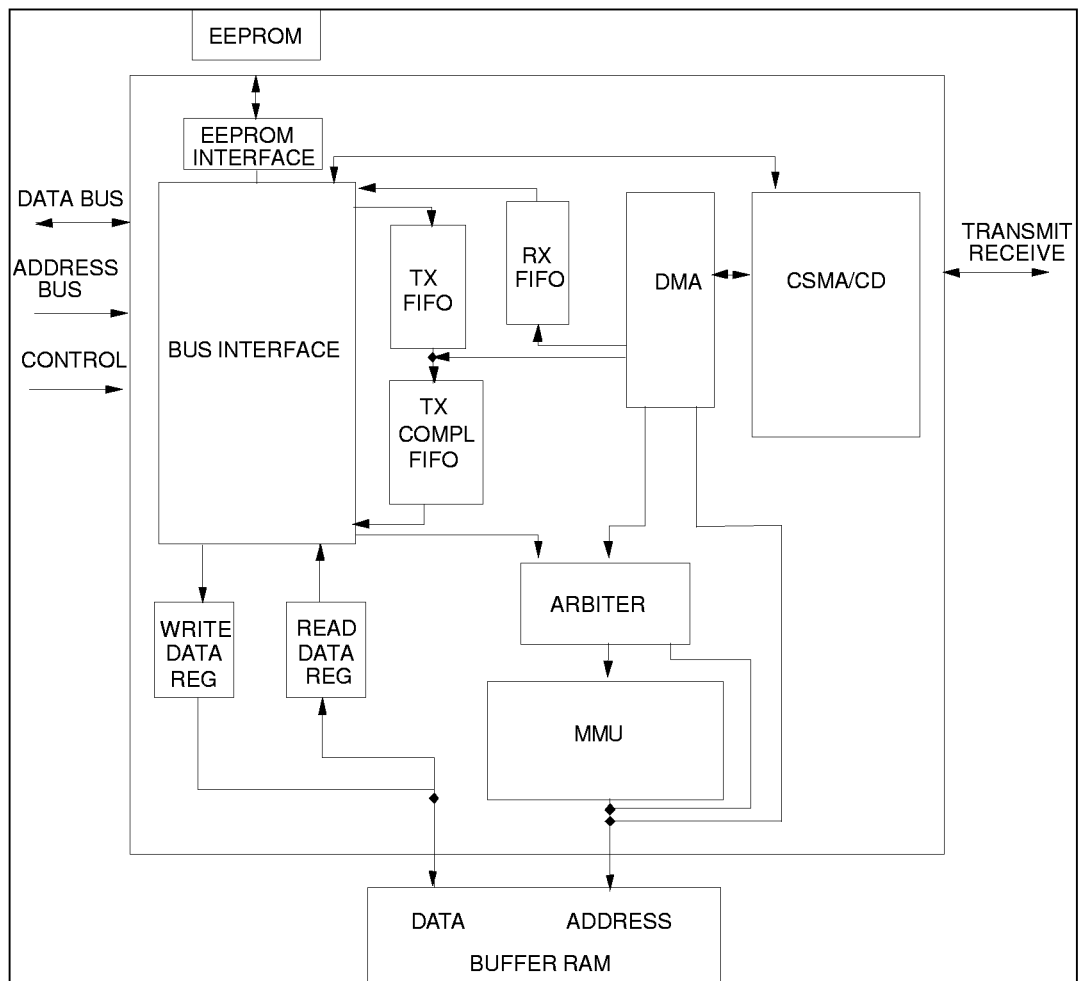 EEPROM
EEPROM
INTERFACE
DATA BUS
ADDRESS
BUS
CONTROL
BUS INTERFACE
TX
FIFO
RX
FIFO
DMA
CSMA/CD
TRANSMIT
RECEIVE
TX
COMPL
FIFO
ARBITER
WRITE
DATA
REG
READ
DATA
REG
MMU
DATA
ADDRESS
BUFFER RAM